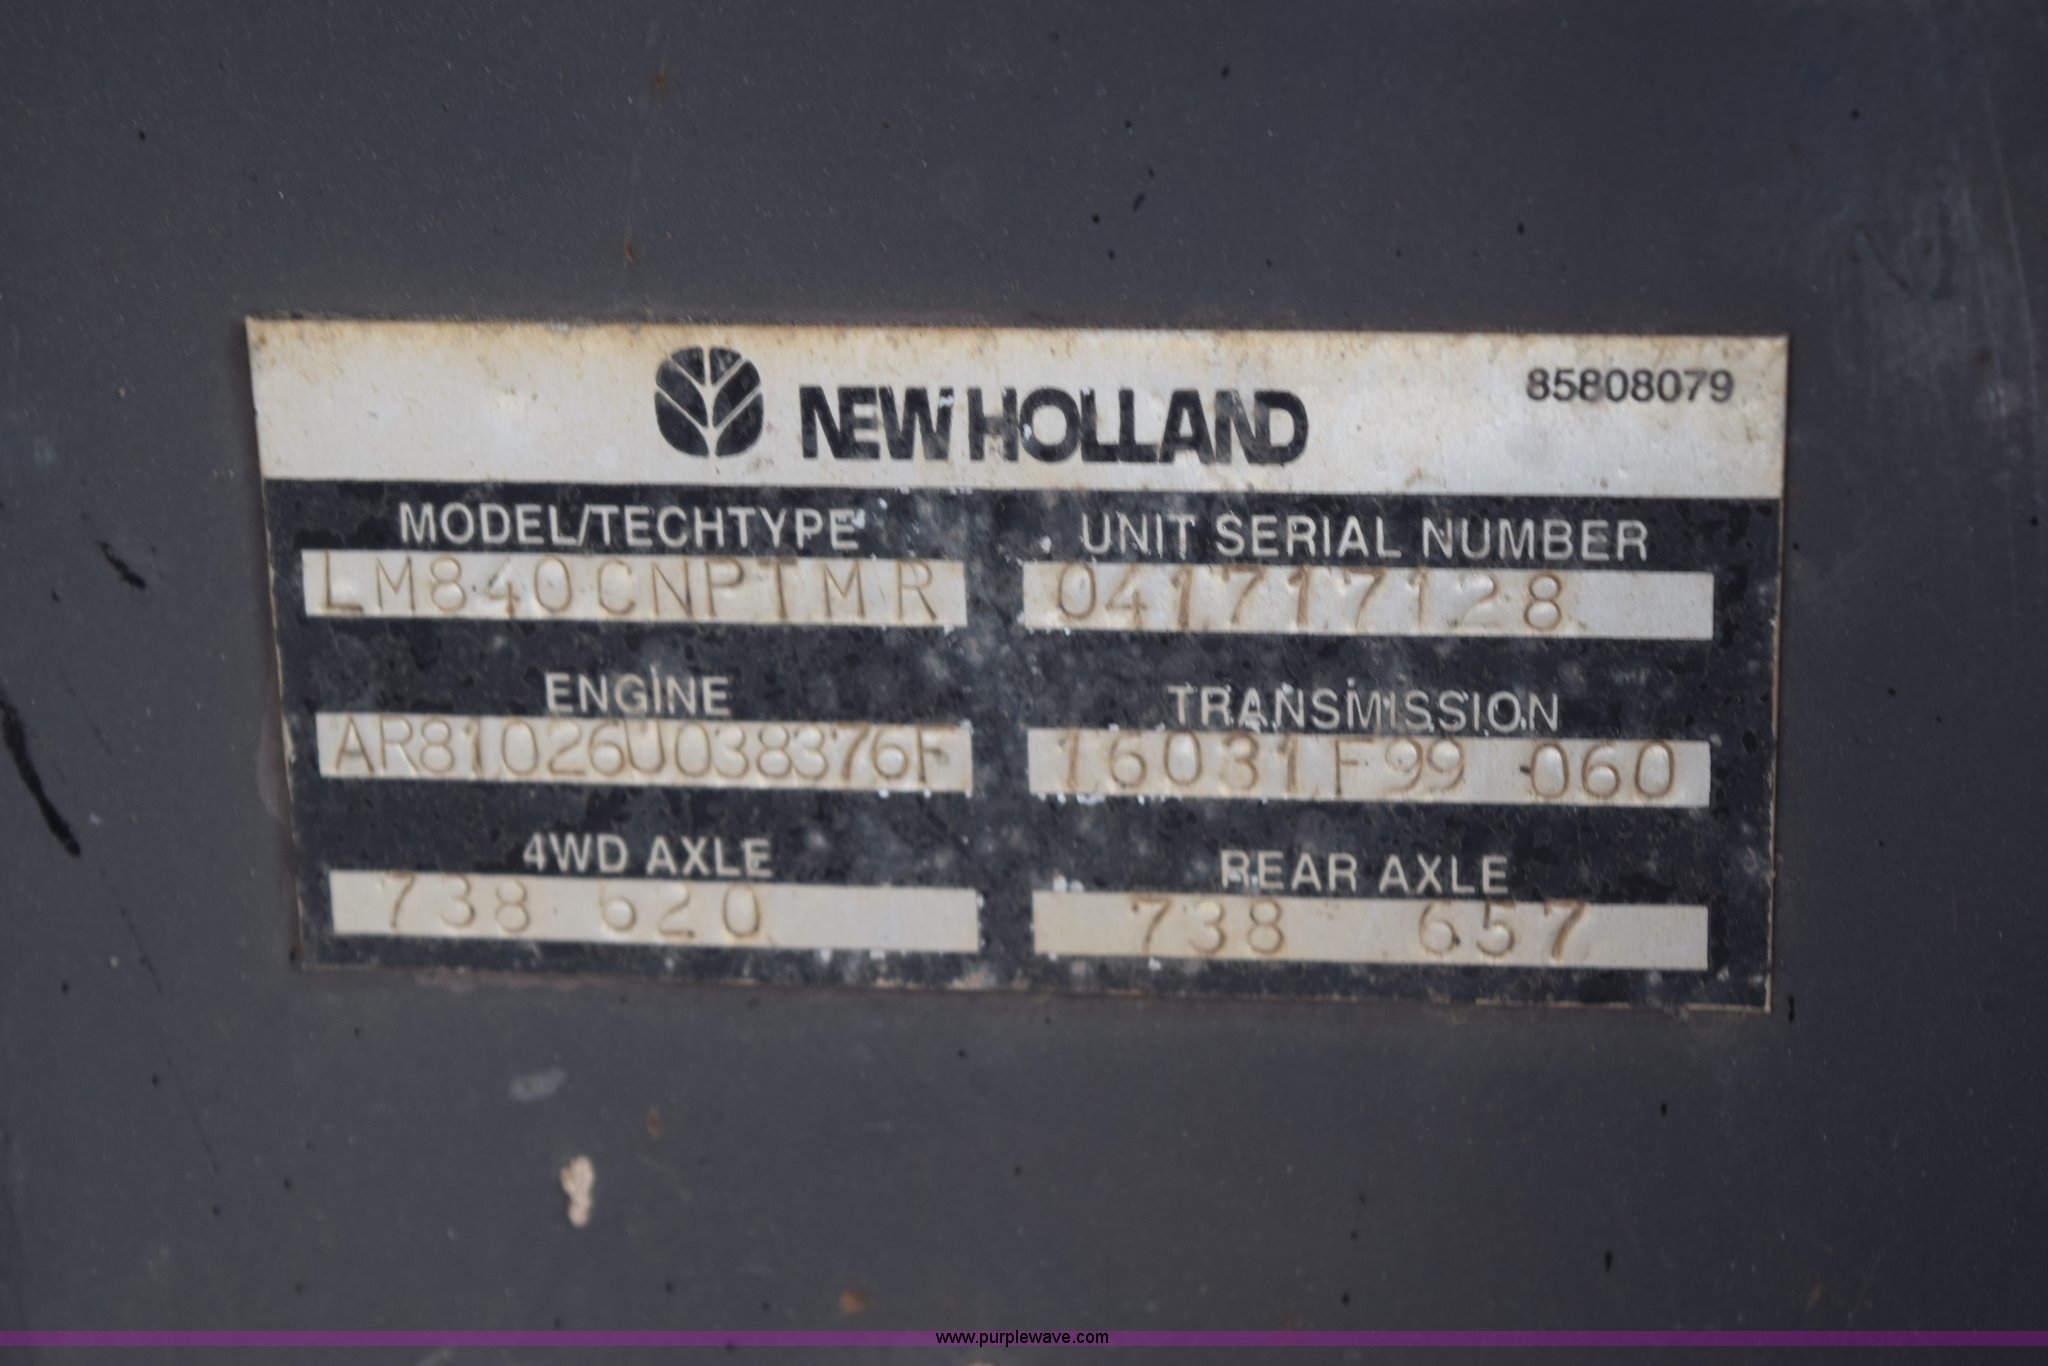 NEW HOLLAND
85808079
MODEL/TECHTYPE UNIT SERIAL NUMBER
LM840CNPTMR 041717128
ENGINE TRANSMISSION
AR81026U038376F 16031F99 060
4WD AXLE REAR AXLE
738 620 738 657
www.purplewave.com